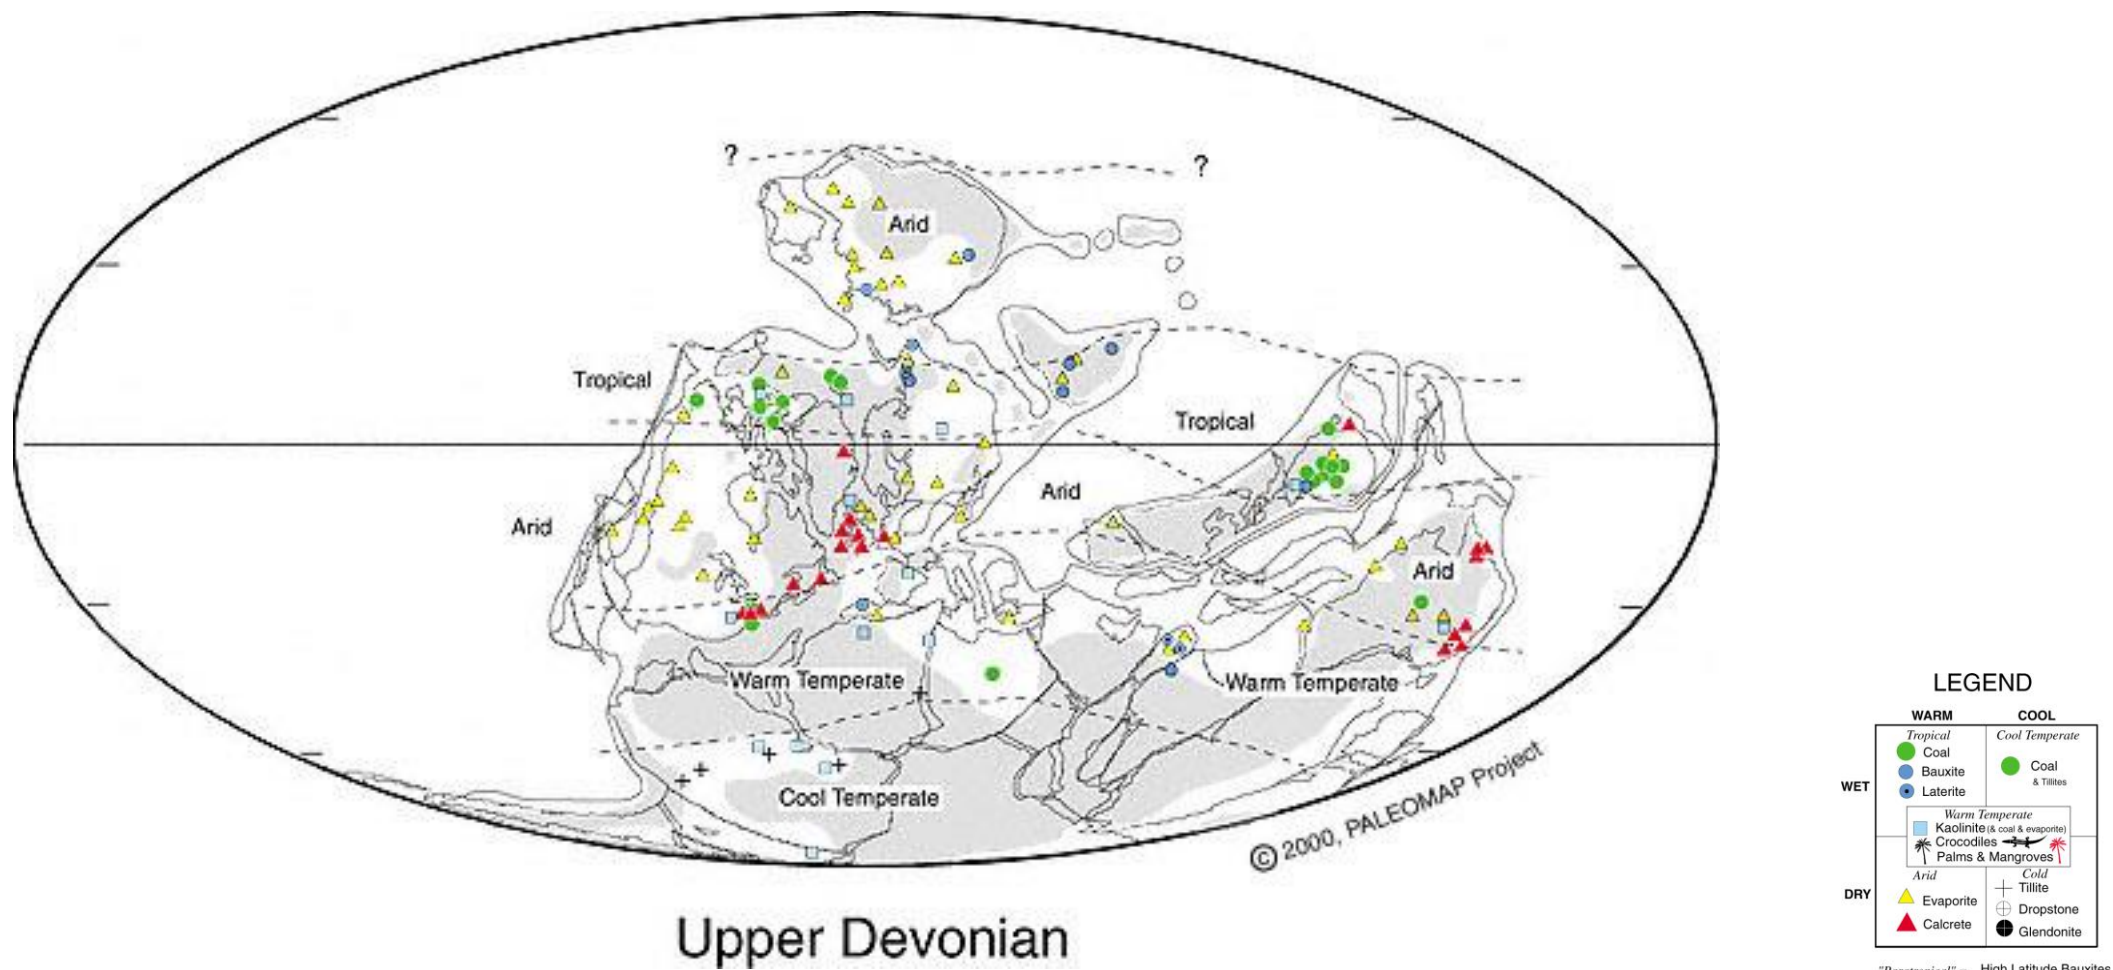 ? ?
Arid
Tropical
Tropical
Arid
Arid
Arid
Warm Temperate
Warm Temperate
Cool Temperate
© 2000, PALEOMAP Project
Upper Devonian
LEGEND
WARM COOL
Tropical Cool Temperate
Coal Coal
Bauxite & Tillites
WET
Laterite
Warm Temperate
Kaolinite (& coal & evaporite)
Crocodiles
Palms & Mangroves
Arid Cold
DRY
Tillite
Evaporite Dropstone
Calcrete Glendonite
High Latitude Bauxites